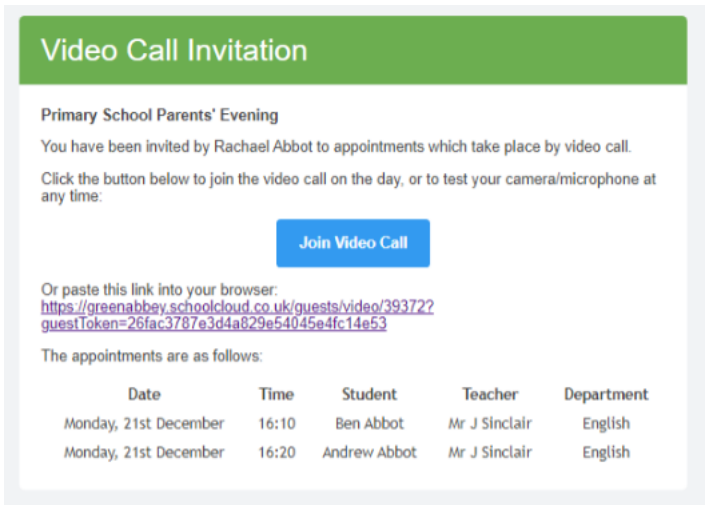 Video Call Invitation
Primary School Parents' Evening
You have been invited by Rachael Abbot to appointments which take place by video call.
Click the button below to join the video call on the day, or to test your camera/microphone at
any time:
Join Video Call
Or paste this link into your browser:
https://greenabbey.schoolcloud.co.uk/guests/video/39372?
guestToken=26fac3787e3d4a829e54045e4fc14e53
The appointments are as follows:
Date Time Student Teacher Department
Monday, 21st December 16:10 Ben Abbot Mr J Sinclair English
Monday, 21st December 16:20 Andrew Abbot Mr J Sinclair English